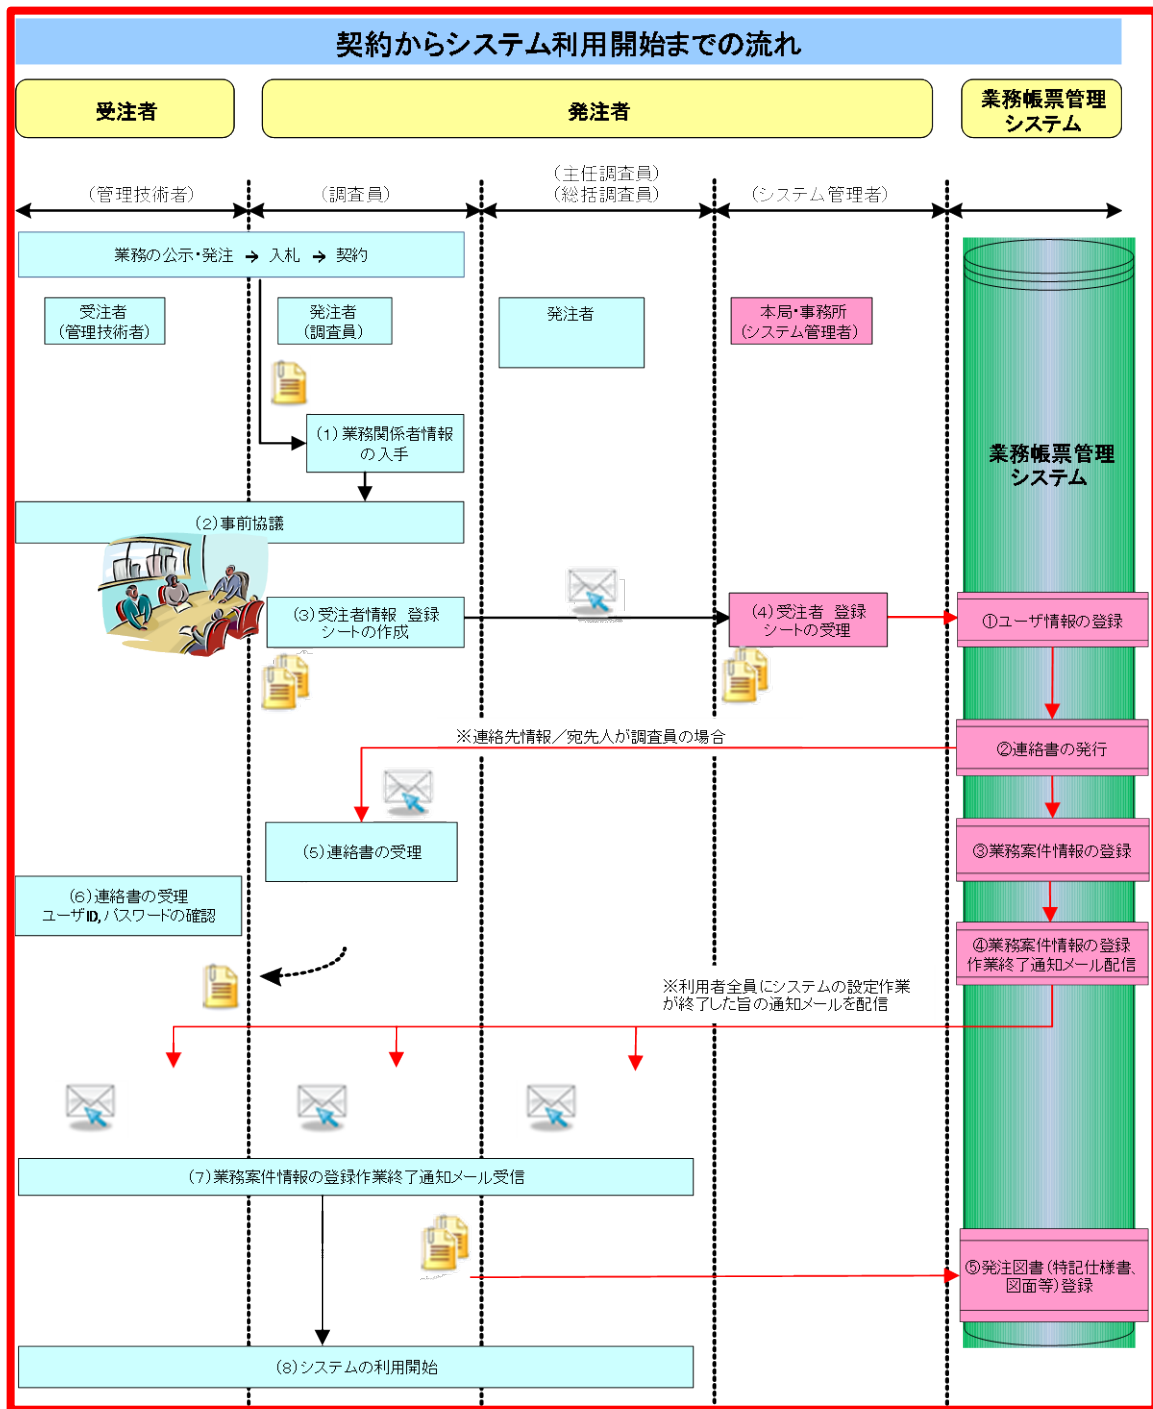 契約からシステム利用開始までの流れ
受注者
発注者
業務帳票管理
システム
(管理技術者)
(調査員)
(主任調査員)
(総括調査員)
(システム管理者)
業務の公示・発注 → 入札 → 契約
受注者
(管理技術者)
発注者
(調査員)
発注者
本局・事務所
(システム管理者)
(1)業務関係者情報
の入手
業務帳票管理
システム
(2)事前協議
(3)受注者情報 登録
シートの作成
(4)受注者 登録
シートの受理
①ユーザ情報の登録
※連絡先情報/宛先人が調査員の場合
②連絡書の発行
(5)連絡書の受理
③業務案件情報の登録
(6)連絡書の受理
ユーザID,パスワードの確認
④業務案件情報の登録
作業終了通知メール配信
※利用者全員にシステムの設定作業
が終了した旨の通知メールを配信
(7)業務案件情報の登録作業終了通知メール受信
⑤発注図書(特記仕様書、
図面等)登録
(8)システムの利用開始